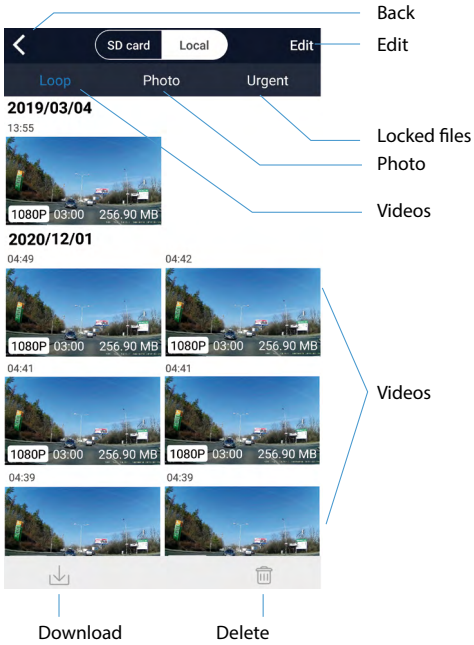 Back
SD card Local Edit Edit
Loop Photo Urgent
2019/03/04
13:55
Locked files
Photo
1080P 03:00 256.90 MB
Videos
2020/12/01
04:49 04:42
1080P 03:00 256.90 MB 1080P 03:00 256.90 MB
04:41 04:41
Videos
1080P 03:00 256.90 MB 1080P 03:00 256.90 MB
04:39 04:39
Download Delete